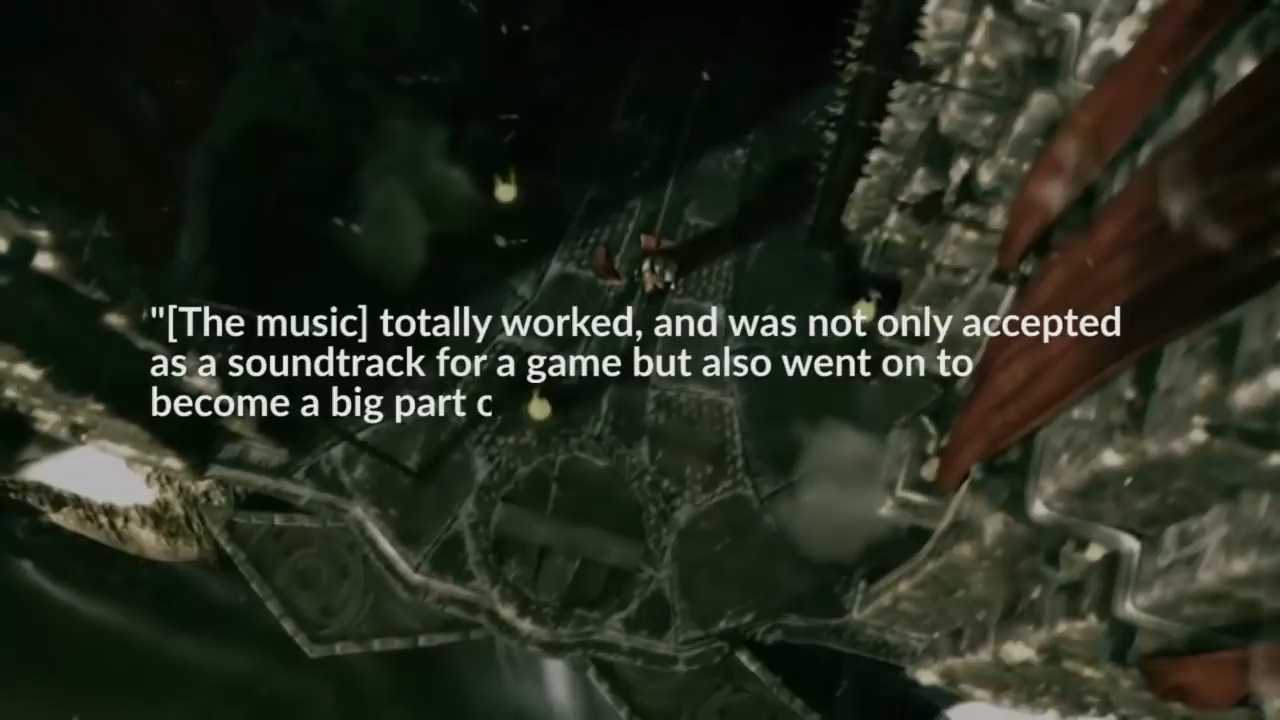 "[The music] totally worked, and was not only accepted
as a soundtrack for a game but also went on to
become a big part